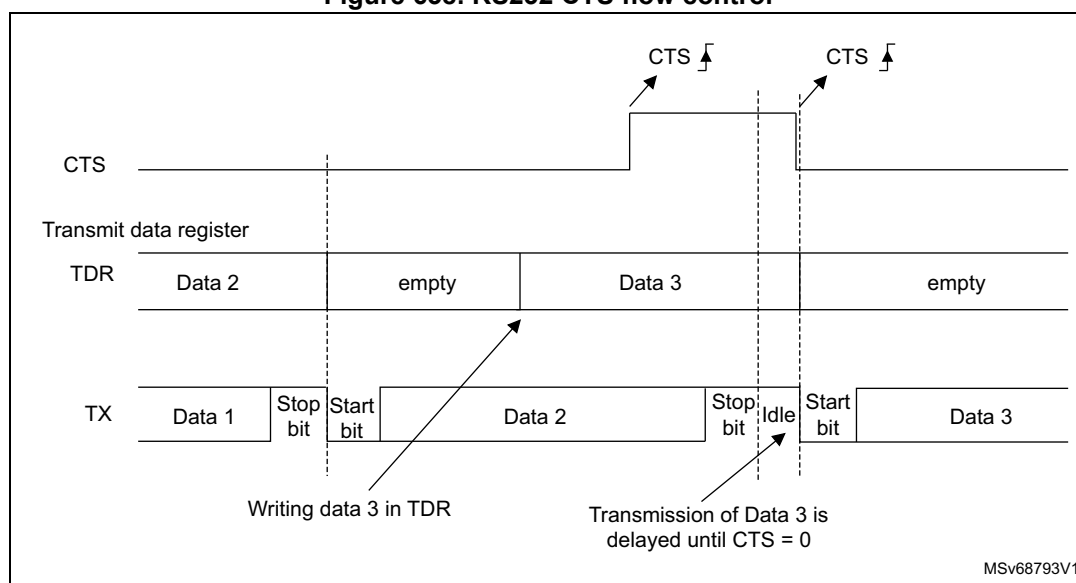 CTS CTS
CTS
Transmit data register
TDR Data 2 empty Data 3 empty
TX Data 1 Stop bit Start bit Data 2 Stop bit Idle Start bit Data 3
Writing data 3 in TDR
Transmission of Data 3 is
delayed until CTS = 0
MSv68793V1